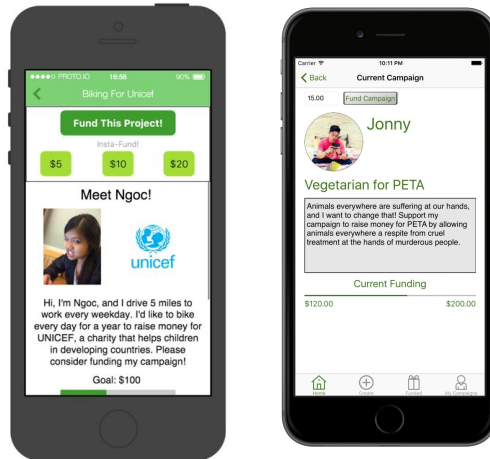 PROTO.IO 16:58 90%
Biking For Unicef
Fund This Project!
Insta-Fund!
$5 $10 $20
Meet Ngoc!
unicef
Hi, I'm Ngoc, and I drive 5 miles to
work every weekday. I'd like to bike
every day for a year to raise money for
UNICEF, a charity that helps children
in developing countries. Please
consider funding my campaign!
Goal: $100
Carrier 10:11 PM
Back Current Campaign
15.00 Fund Campaign
Jonny
Vegetarian for PETA
Animals everywhere are suffering at our hands,
and I want to change that! Support my
campaign to raise money for PETA by allowing
animals everywhere a respite from cruel
treatment at the hands of murderous people.
Current Funding
$120.00 $200.00
Home Create Funded My Campaigns